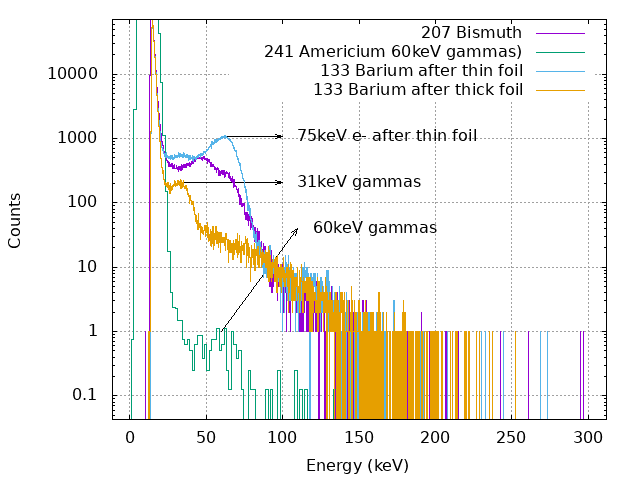 207 Bismuth
241 Americium 60keV gammas)
133 Barium after thin foil
133 Barium after thick foil
10000
1000
100
10
1
0.1
75keV e- after thin foil
31keV gammas
60keV gammas
Counts
0 50 100 150 200 250 300
Energy (keV)